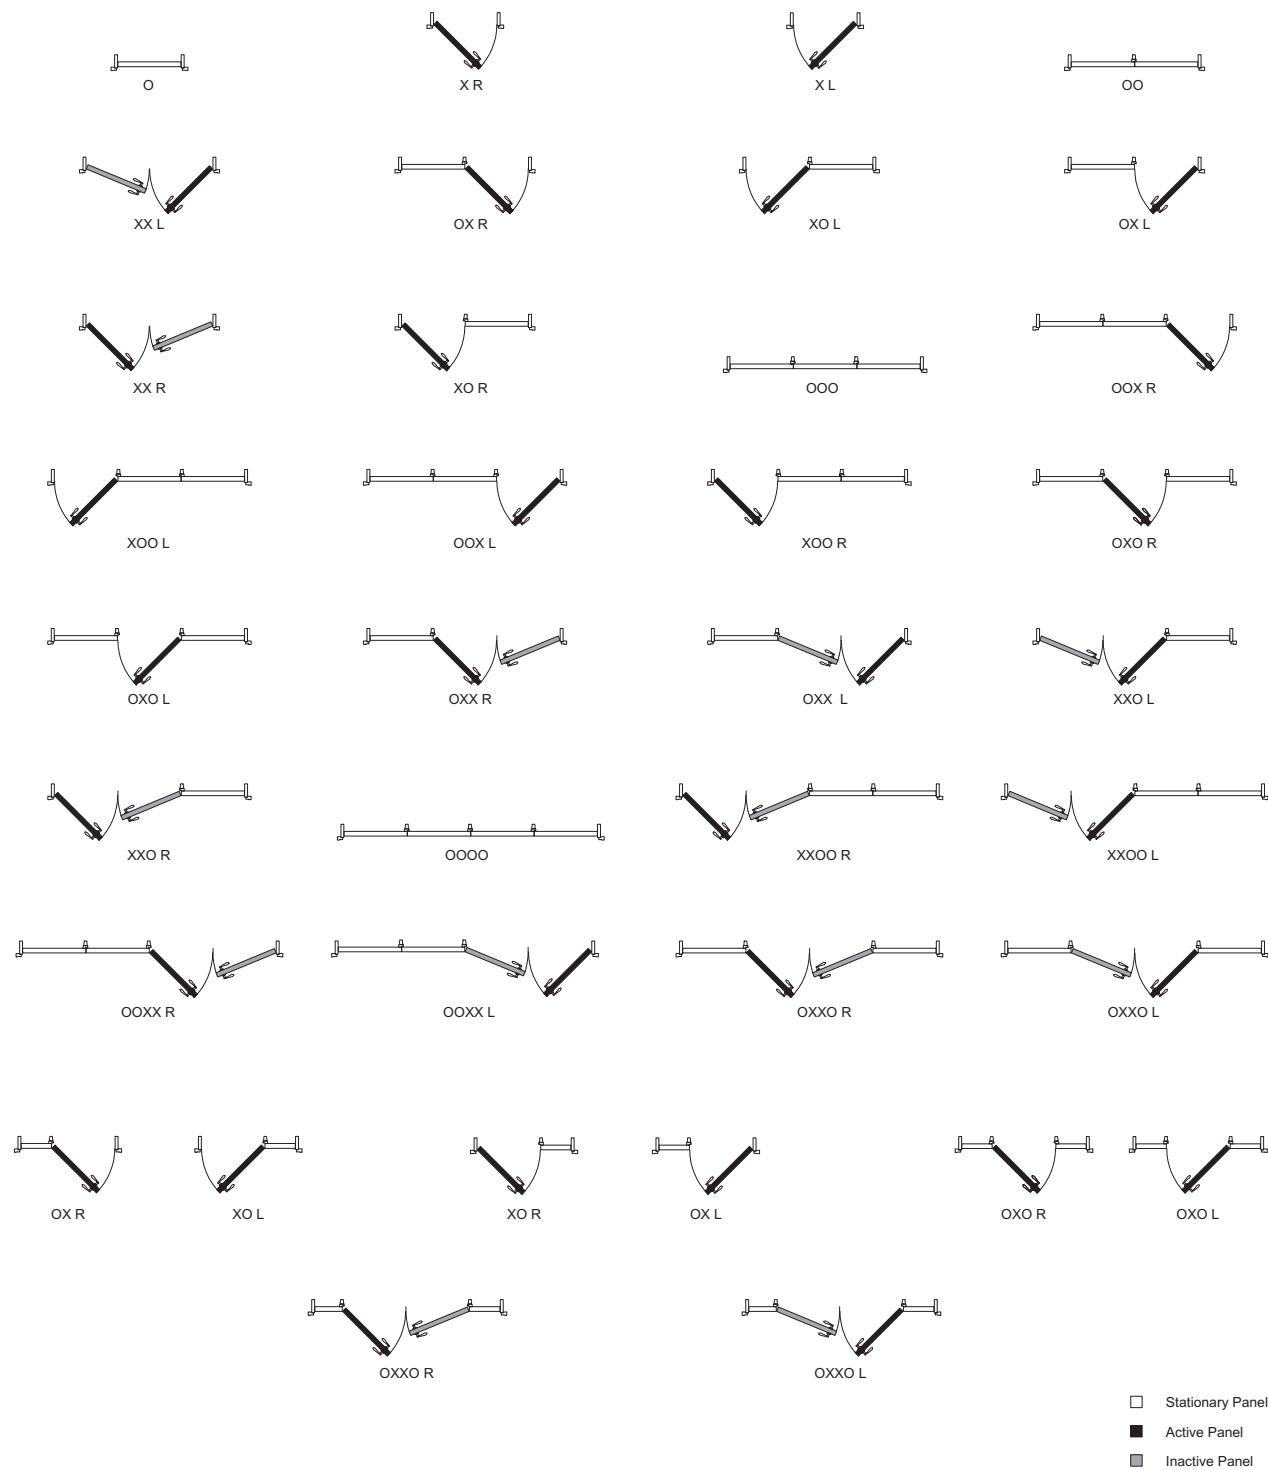 O
X R
X L
OO
XX L
OX R
XO L
OX L
XX R
XO R
OOO
OOX R
XOO L
OOX L
XOO R
OXO R
OXO L
OXX R
OXX L
XXO L
XXO R
OOOO
XXOO R
XXOO L
OOXX R
OOXX L
OXXO R
OXXO L
OX R
XO L
XO R
OX L
OXO R
OXO L
OXXO R
OXXO L
Stationary Panel
Active Panel
Inactive Panel